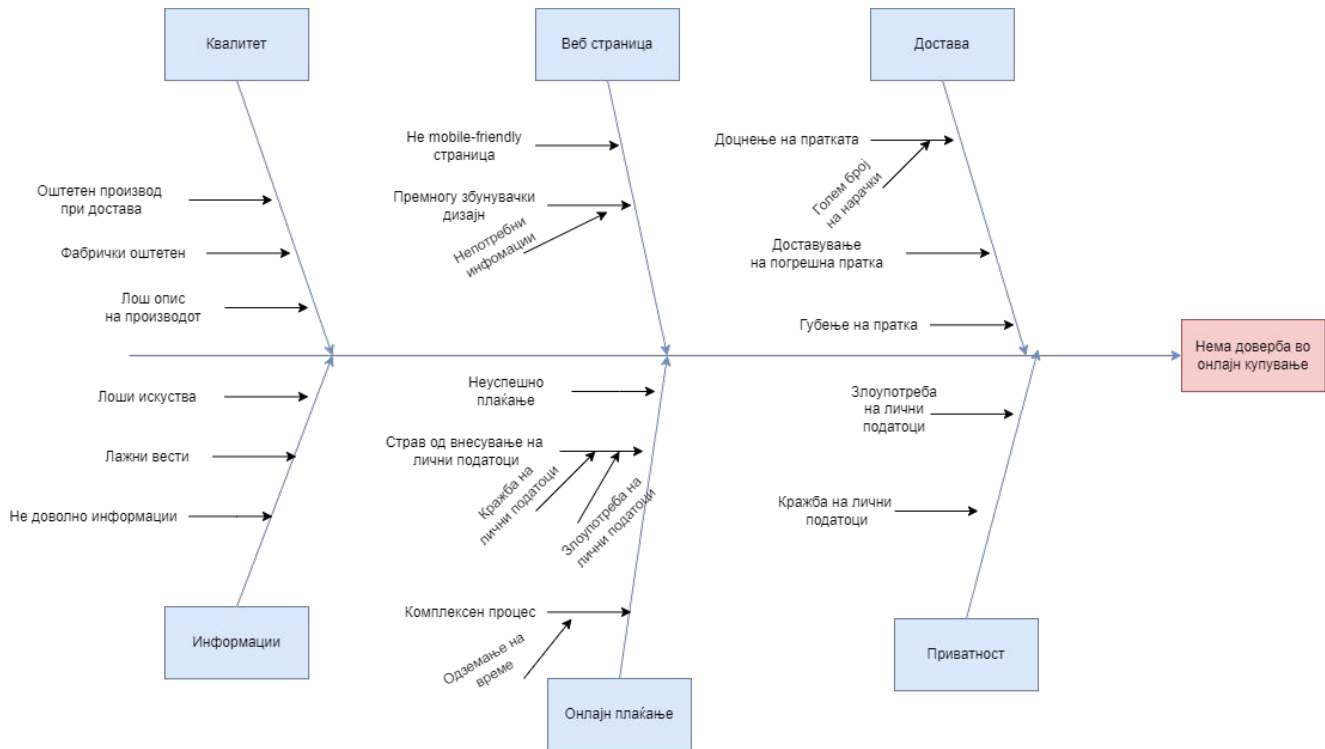 Квалитет
Веб страница
Достава
Не mobile-friendly
страница
Доцнење на пратката
Голем број
на нарачки
Оштетен производ
при достава
Премногу збунувачки
дизајн
Непотребни
инфомации
Фабрички оштетен
Доставување
на погрешна пратка
Лош опис
на производот
Губење на пратка
Нема доверба во
онлајн купување
Лоши искуства
Неуспешно
плаќање
Злоупотреба
на лични
податоци
Лажни вести
Страв од внесување на
лични податоци
Кражба на
лични податоци
Злоупотреба на
лични податоци
Не доволно информации
Кражба на лични
податоци
Комплексен процес
Одземање на
време
Информации
Онлајн плаќање
Приватност